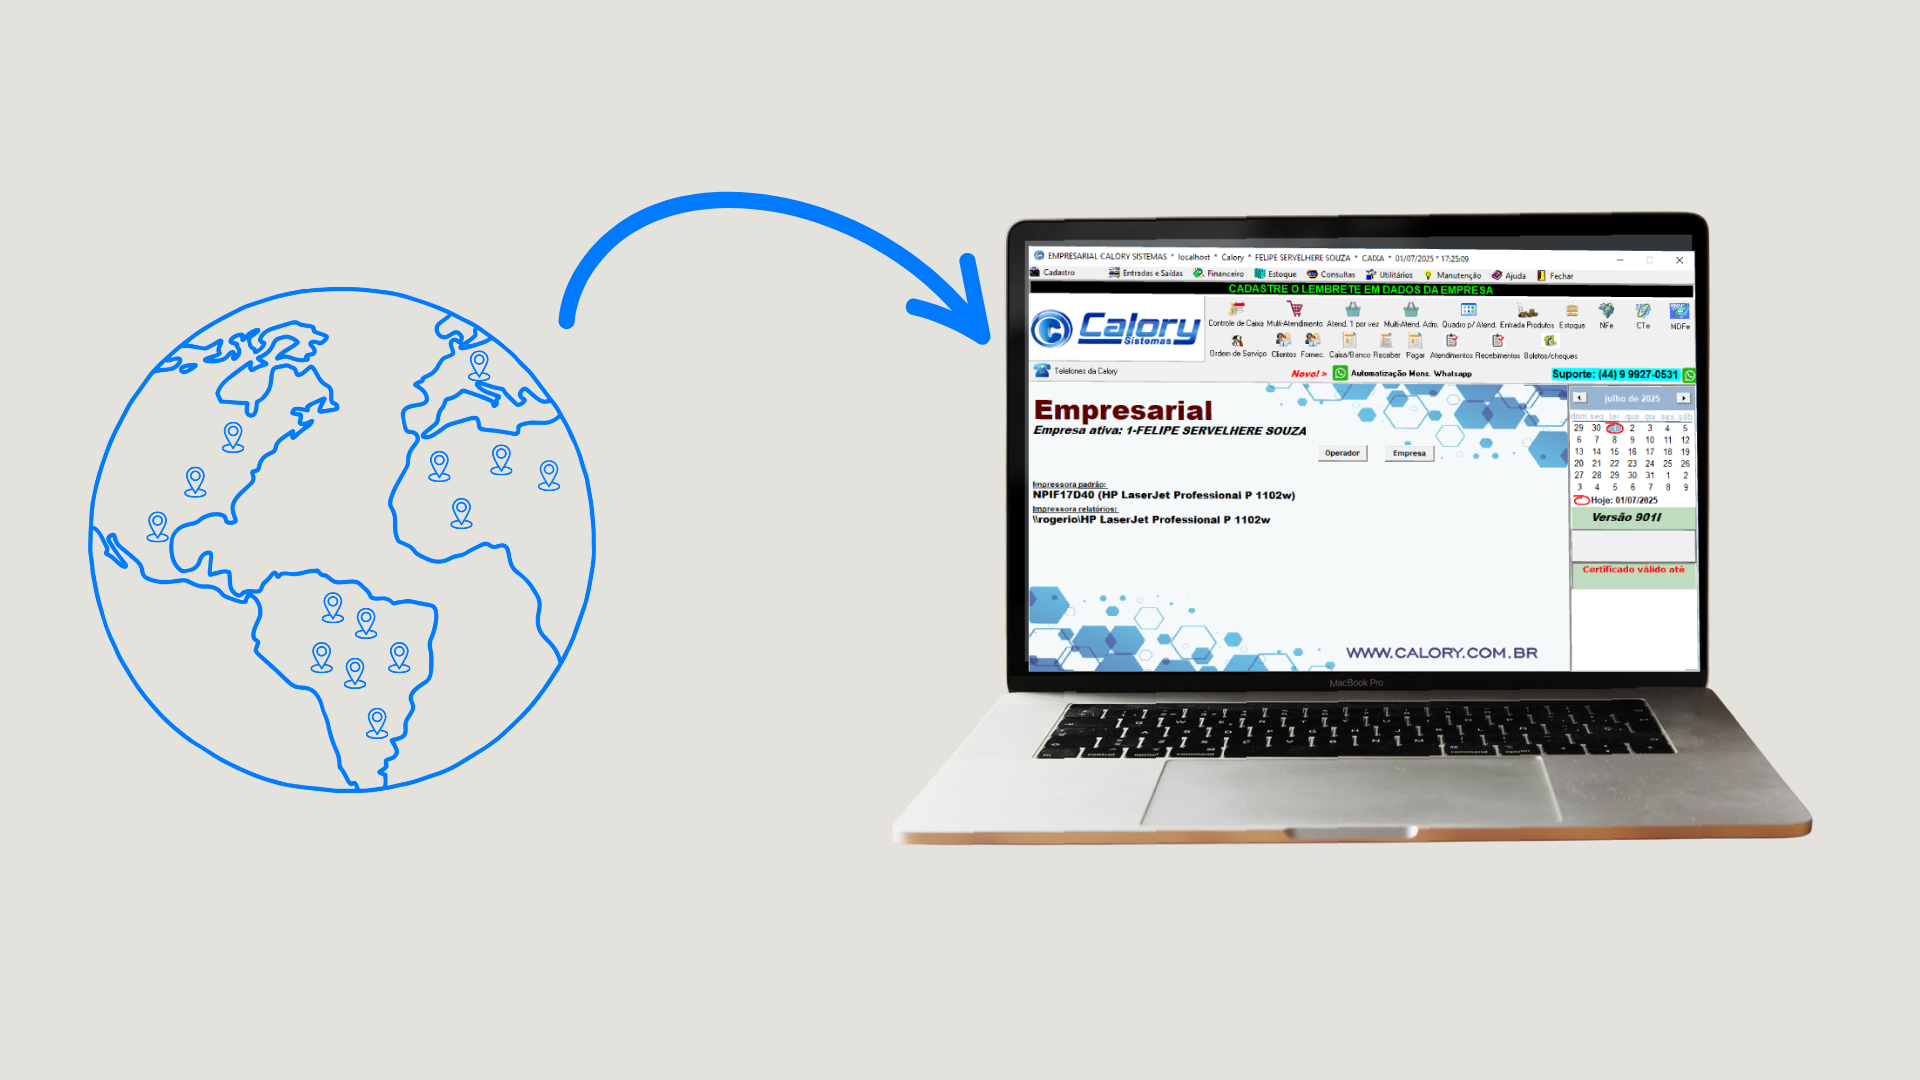 EMPRESARIAL CALORY SISTEMAS * localhost * Calory * FELIPE SERVELHERE SOUZA * CAIXA * 01/07/2025 * 17:25:09
Cadastro Entradas e Saídas Financeiro Estoque Consultas Utilitários Manutenção Ajuda Fechar
CADASTRE O LEMBRETE EM DADOS DA EMPRESA
Calory
Sistemas
Controle de Caixa Multi-Atendimento Atend. 1 por vez Multi-Atend. Adm. Quadro p/ Atend. Entrada Produtos Estoque NFe CTe MDFe
Ordem de Serviço Clientes Fornec. Caixa/Banco Receber Pagar Atendimentos Recebimentos Boletos/cheques
Telefones da Calory
Novo! > Automatização Mens. Whatsapp
Suporte: (44) 9 9927-0531
Empresarial
Empresa ativa: 1-FELIPE SERVELHERE SOUZA
Operador Empresa
Impressora padrão:
NPIF17D40 (HP LaserJet Professional P 1102w)
Impressora relatórios:
\\rogerio\HP LaserJet Professional P 1102w
WWW.CALORY.COM.BR
julho de 2025
dom seg ter qua qui sex sáb
29 30 1 2 3 4 5
6 7 8 9 10 11 12
13 14 15 16 17 18 19
20 21 22 23 24 25 26
27 28 29 30 31 1 2
3 4 5 6 7 8 9
Hoje: 01/07/2025
Versão 901I
Certificado válido até
MacBook Pro